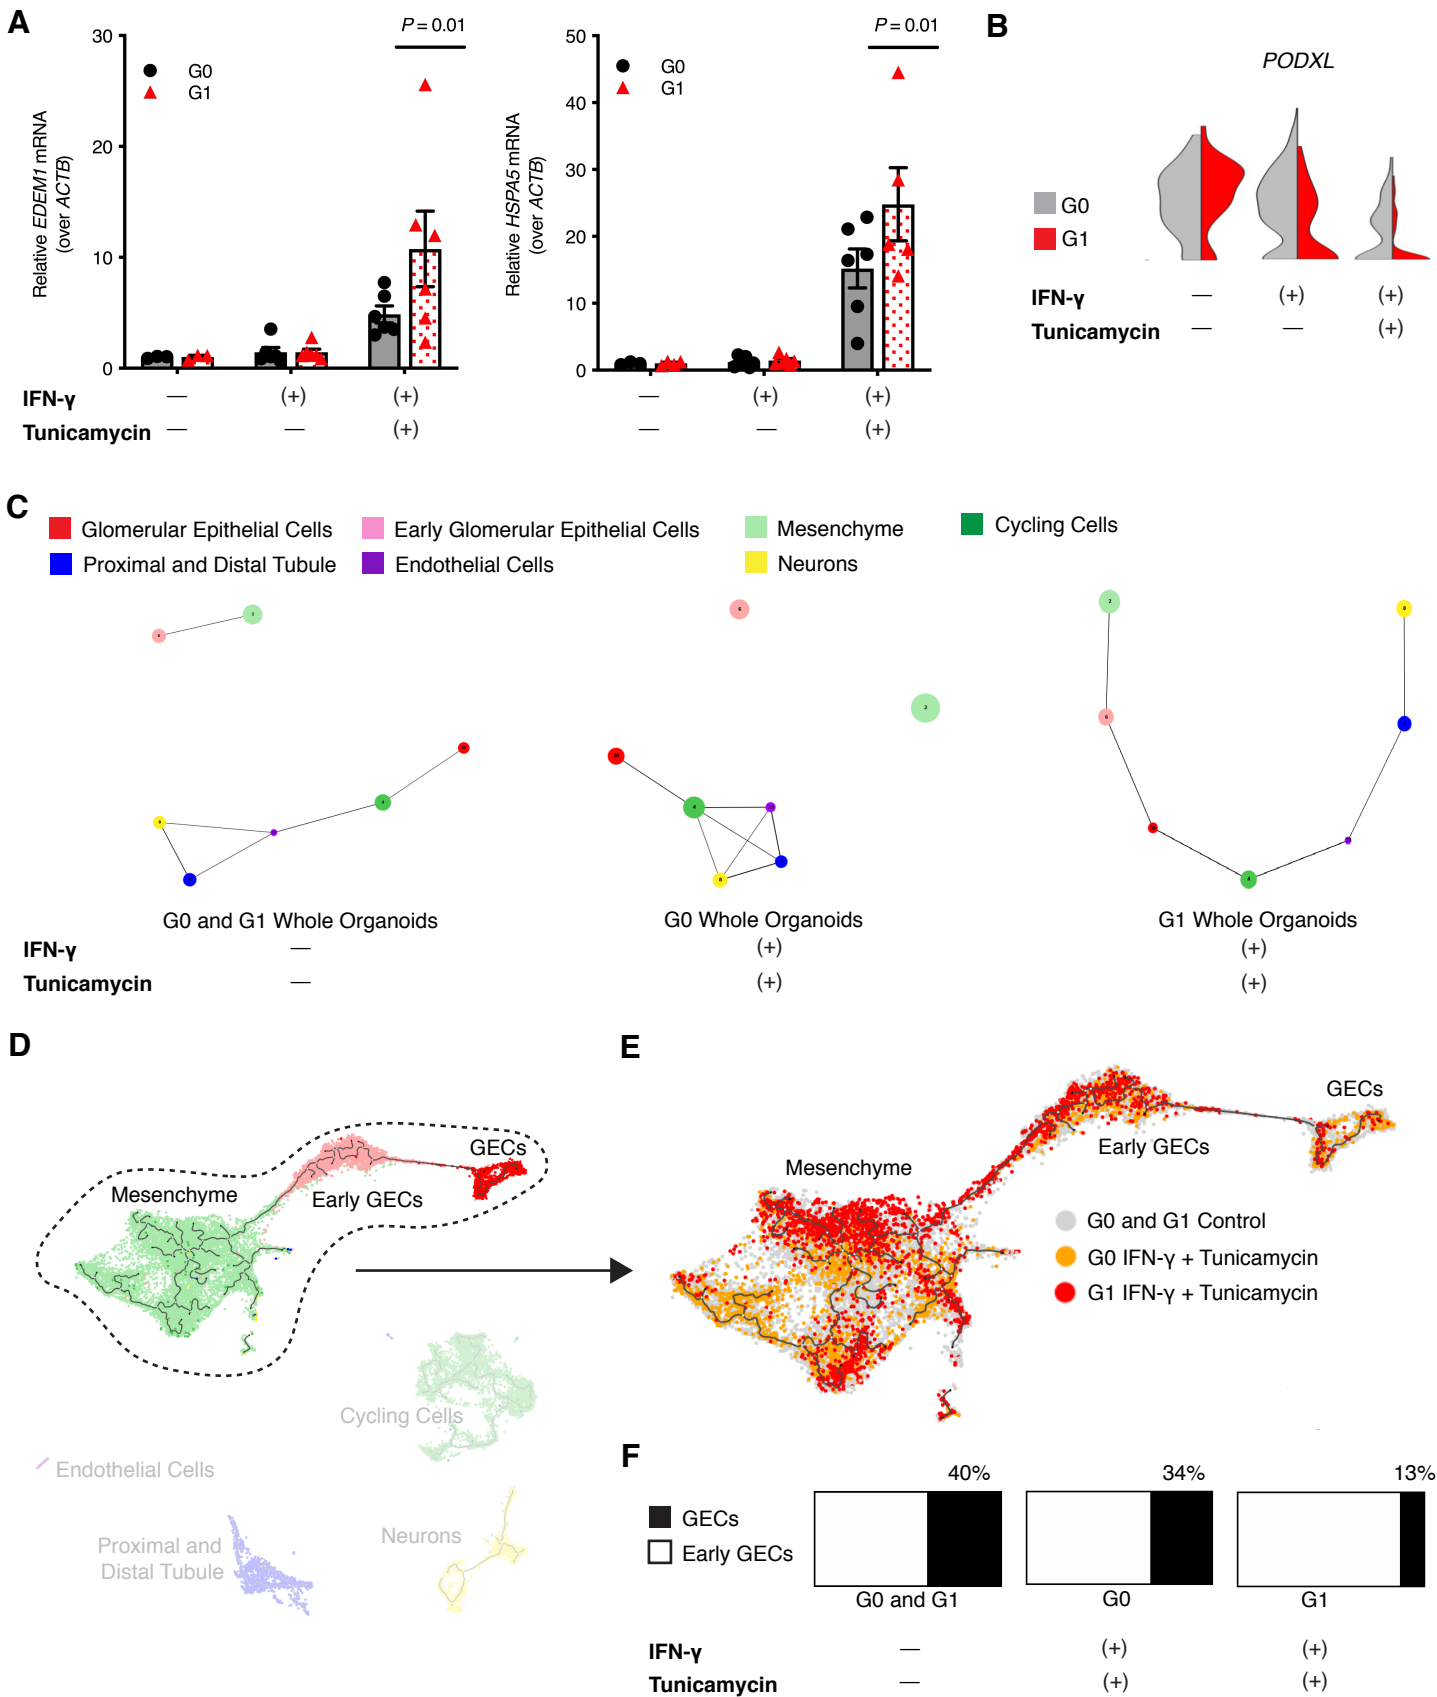 A
Relative EDEM1 mRNA
(over ACTB)
30
20
10
0
G0
G1
P = 0.01
IFN-γ — (+) (+)
Tunicamycin — — (+)
Relative HSPA5 mRNA
(over ACTB)
50
40
30
20
10
0
G0
G1
P = 0.01
— (+) (+)
— — (+)
B
PODXL
G0
G1
IFN-γ — (+) (+)
Tunicamycin — — (+)
C
Glomerular Epithelial Cells
Early Glomerular Epithelial Cells
Mesenchyme
Cycling Cells
Proximal and Distal Tubule
Endothelial Cells
Neurons
G0 and G1 Whole Organoids
G0 Whole Organoids
G1 Whole Organoids
IFN-γ — (+) (+)
Tunicamycin — (+) (+)
D
GECs
Mesenchyme
Early GECs
Cycling Cells
Endothelial Cells
Proximal and
Distal Tubule
Neurons
E
GECs
Early GECs
Mesenchyme
G0 and G1 Control
G0 IFN-γ + Tunicamycin
G1 IFN-γ + Tunicamycin
F
40% 34% 13%
GECs
Early GECs
G0 and G1 G0 G1
IFN-γ — (+) (+)
Tunicamycin — (+) (+)